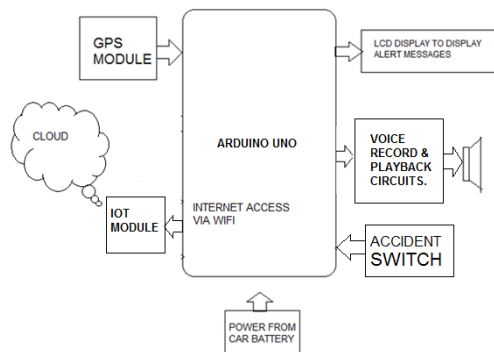 GPS
MODULE
LCD DISPLAY TO DISPLAY
ALERT MESSAGES
CLOUD
ARDUINO UNO
VOICE
RECORD &
PLAYBACK
CIRCUITS.
IOT
MODULE
INTERNET ACCESS
VIA WIFI
ACCIDENT
SWITCH
POWER FROM
CAR BATTERY